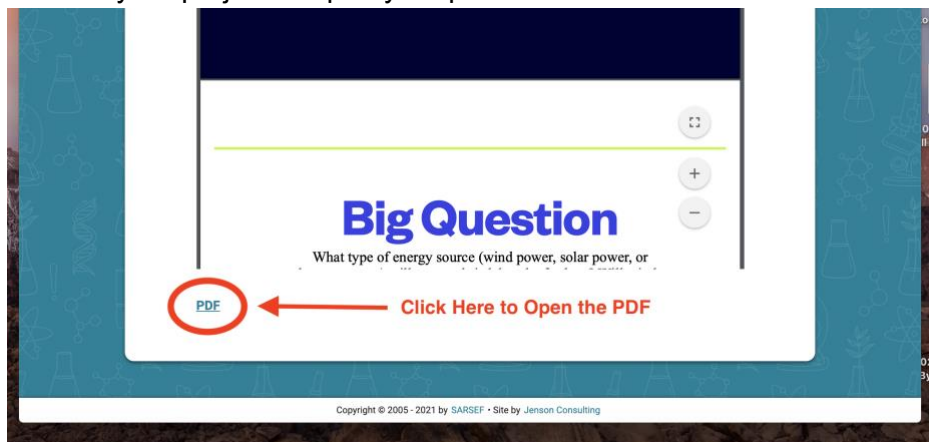 Big Question
What type of energy source (wind power, solar power, or
PDF
Click Here to Open the PDF
Copyright © 2005 - 2021 by SARSEF • Site by Jenson Consulting